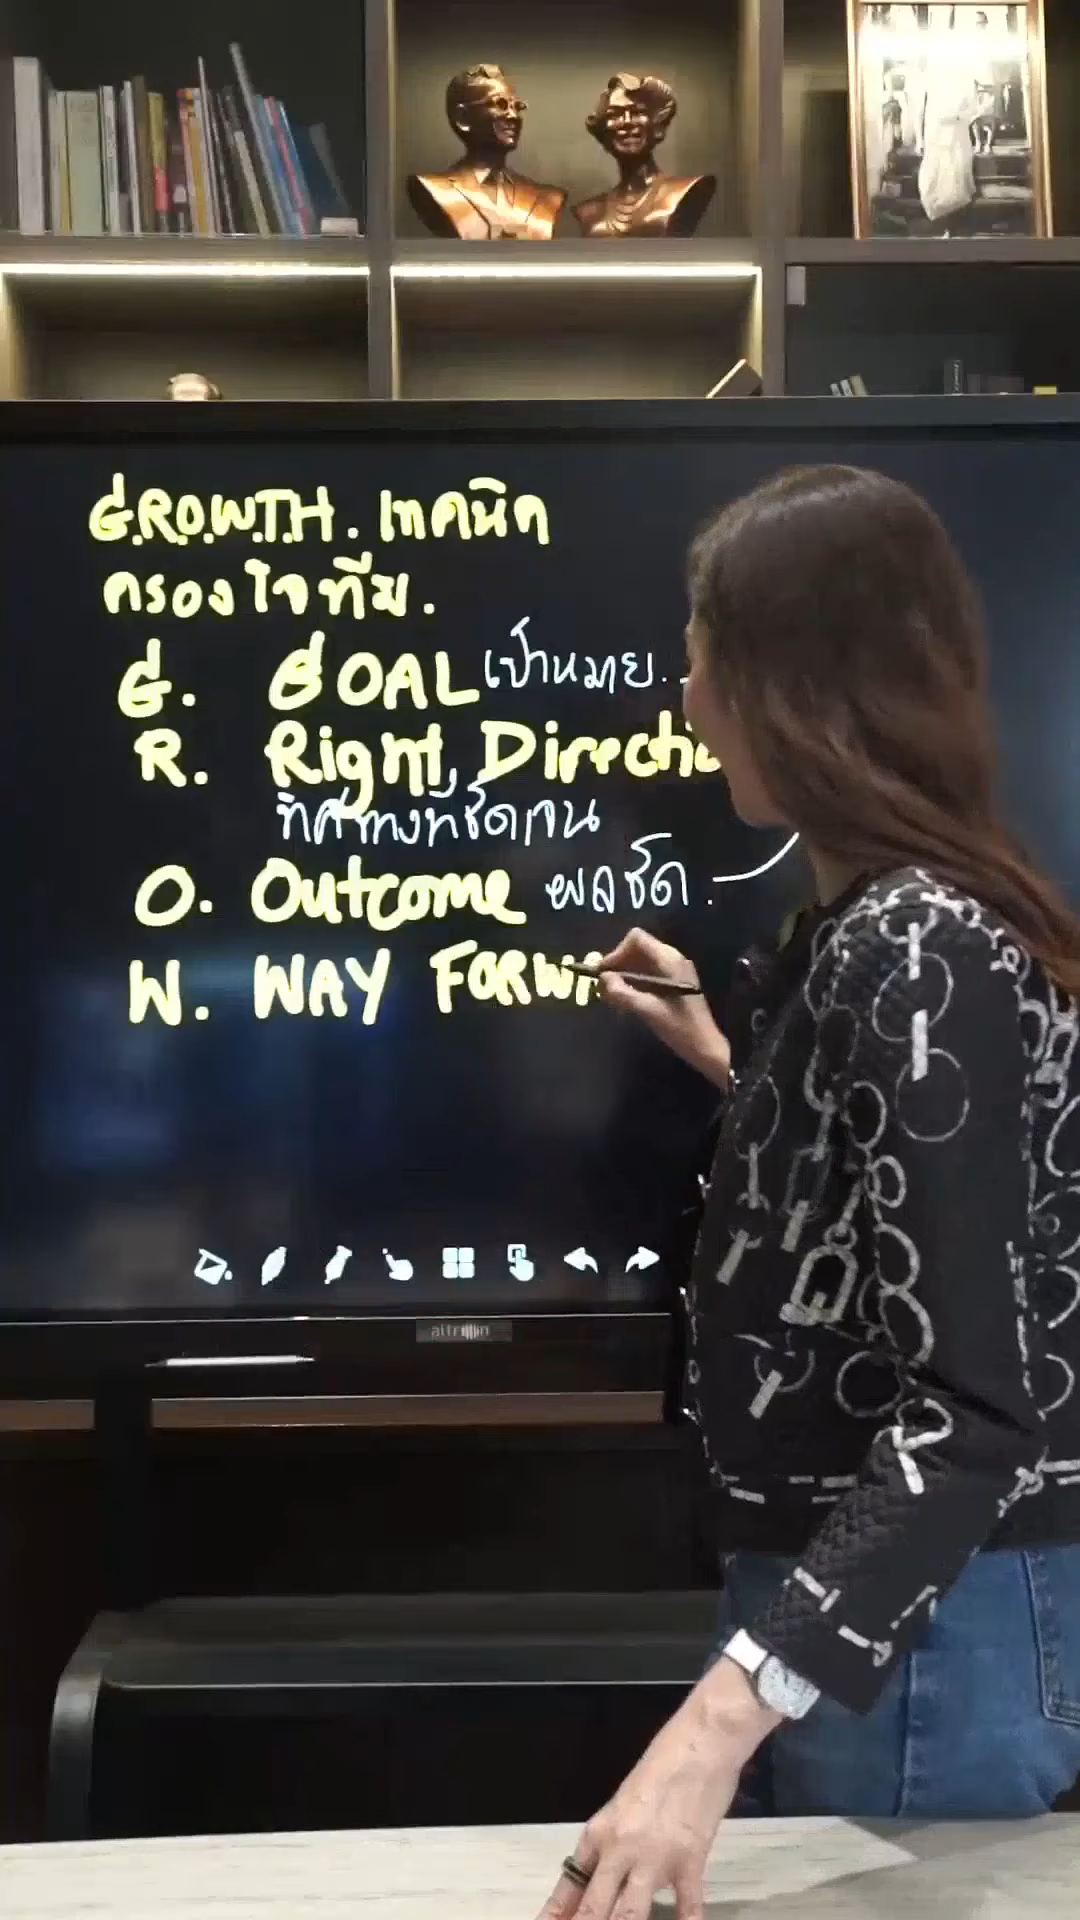 G.R.O.W.T.H. เทคนิค
ครองใจทีม.
G. GOAL เป้าหมาย.
R. Right Directio
ทิศทางที่ชัดเจน
O. Outcome ผลชัด.
W. WAY FORWA